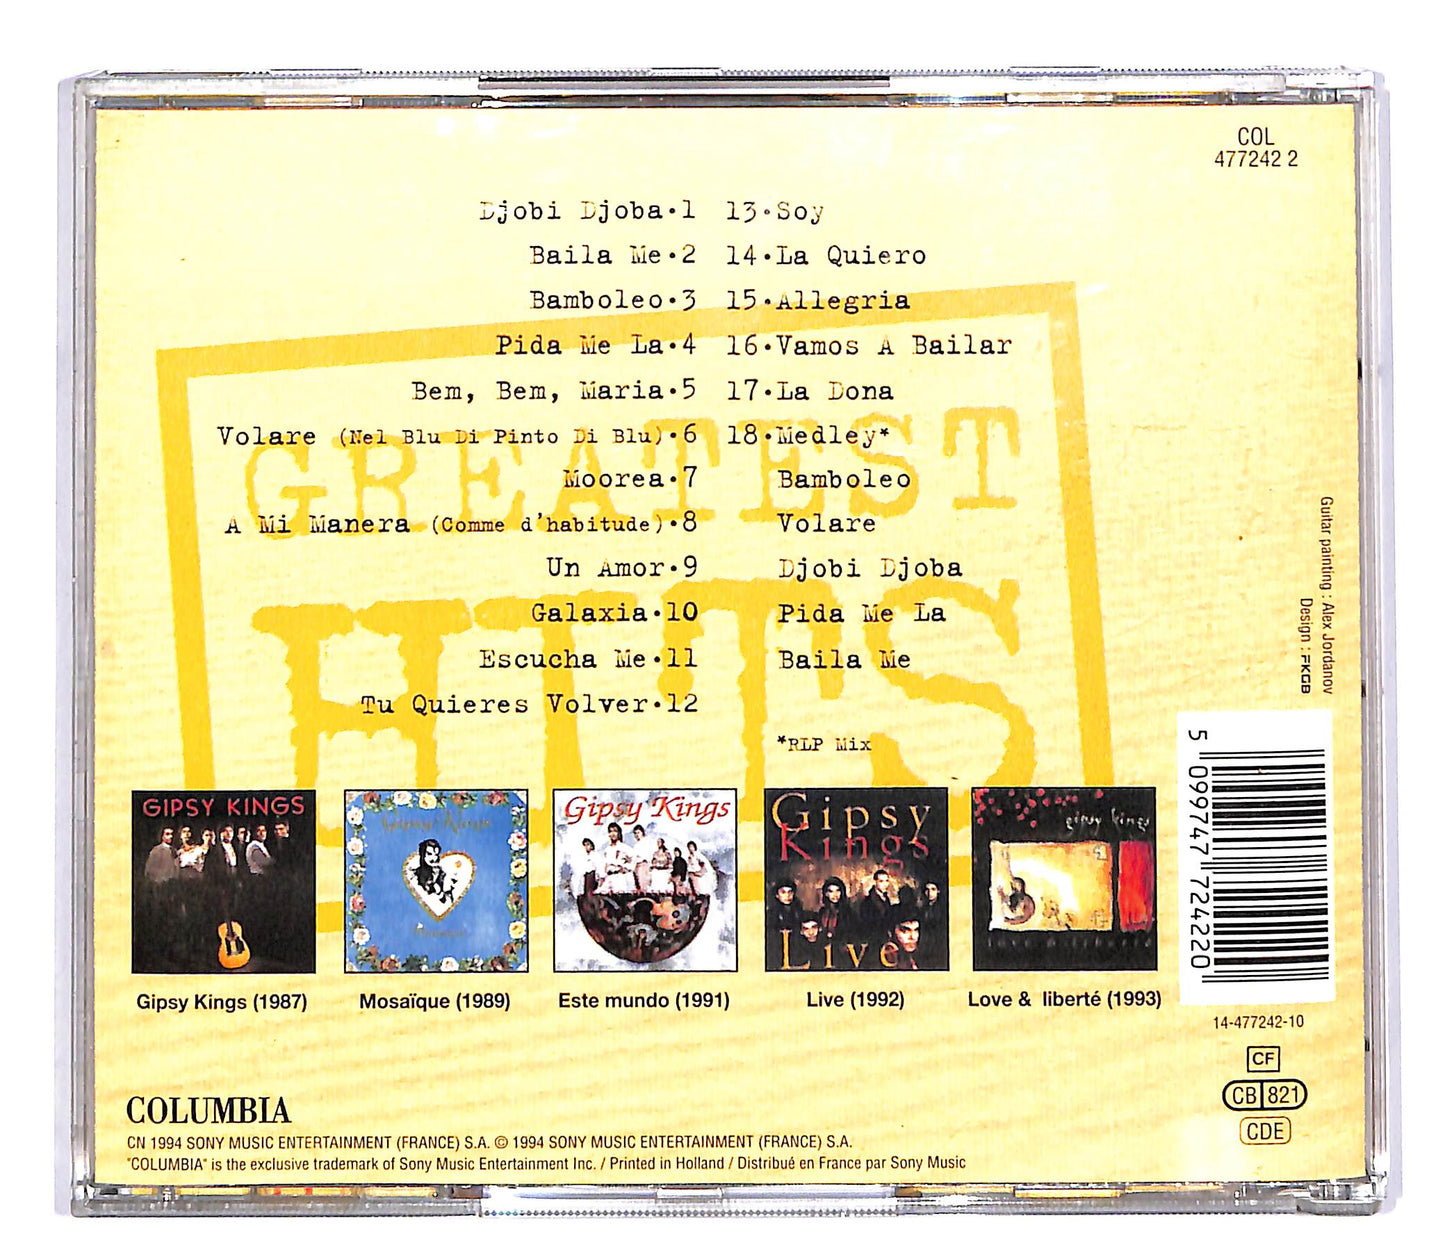 COL
477242 2
Djobi Djoba•1
Baila Me•2
Bamboleo•3
Pida Me La•4
Bem, Bem, Maria•5
Volare (Nel Blu Di Pinto Di Blu)•6
Moorea•7
A Mi Manera (Comme d'habitude)•8
Un Amor•9
Galaxia•10
Escucha Me•11
Tu Quieres Volver•12
13•Soy
14•La Quiero
15•Allegria
16•Vamos A Bailar
17•La Dona
18•Medley*
Bamboleo
Volare
Djobi Djoba
Pida Me La
Baila Me
*RLP Mix
GREATEST
HITS
Guitar painting : Alex Jordanov
Design : FKGB
GIPSY KINGS
Gipsy Kings
Mosaïque
Gipsy Kings
Gipsy
Kings
Live
gipsy kings
love & liberté
Gipsy Kings (1987)
Mosaïque (1989)
Este mundo (1991)
Live (1992)
Love & liberté (1993)
5 099747 724220
14-477242-10
CF
CB 821
CDE
COLUMBIA
CN 1994 SONY MUSIC ENTERTAINMENT (FRANCE) S.A. © 1994 SONY MUSIC ENTERTAINMENT (FRANCE) S.A.
"COLUMBIA" is the exclusive trademark of Sony Music Entertainment Inc. / Printed in Holland / Distribué en France par Sony Music